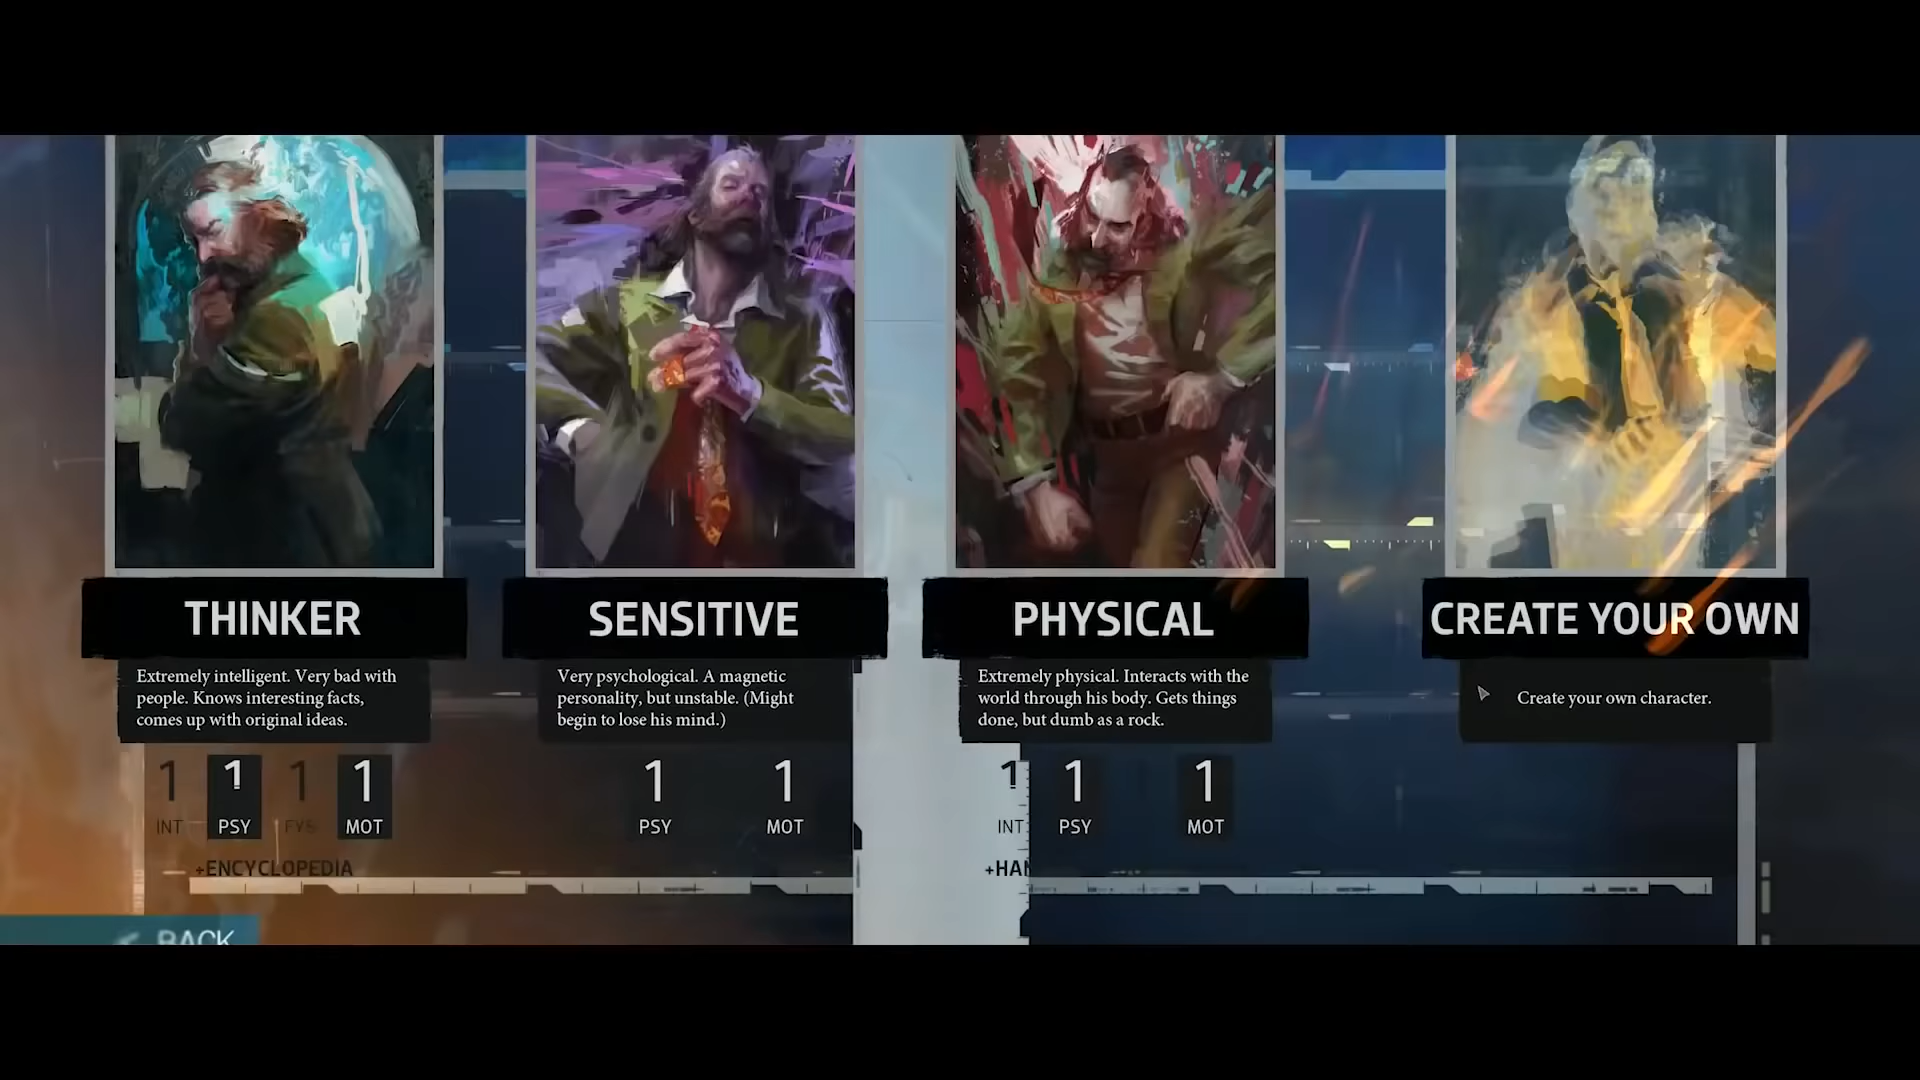 THINKER
Extremely intelligent. Very bad with
people. Knows interesting facts,
comes up with original ideas.
1 1 1 1
INT PSY FYS MOT
+ENCYCLOPEDIA
SENSITIVE
Very psychological. A magnetic
personality, but unstable. (Might
begin to lose his mind.)
1 1
PSY MOT
PHYSICAL
Extremely physical. Interacts with the
world through his body. Gets things
done, but dumb as a rock.
1 1 1
INT PSY MOT
CREATE YOUR OWN
Create your own character.
< BACK